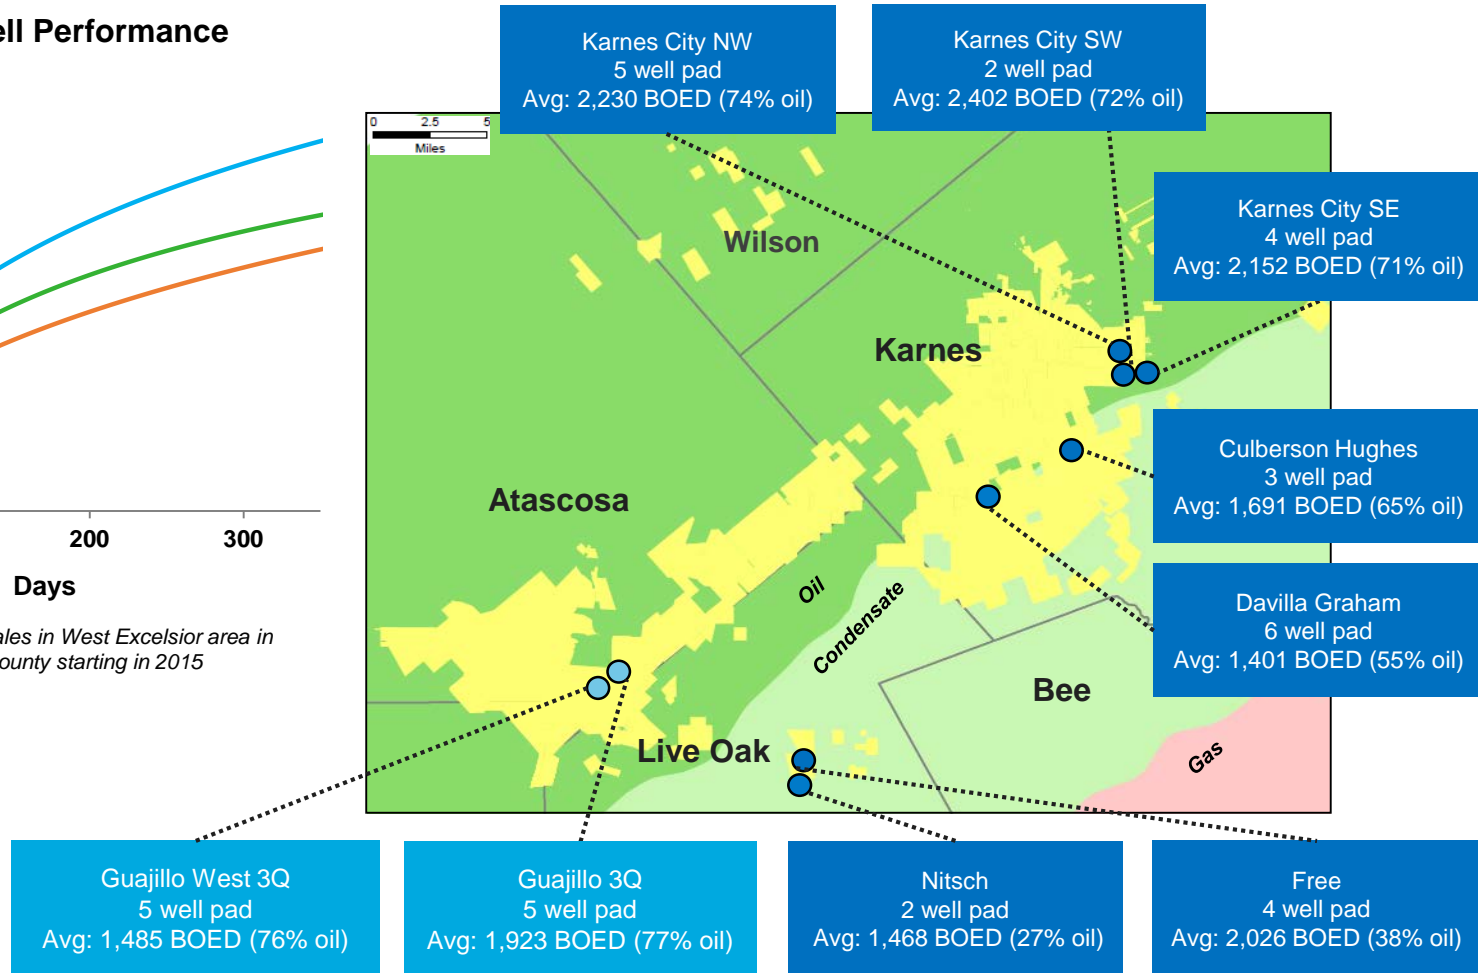 ell Performance
200
300
Days
ales in West Excelsior area in
ounty starting in 2015
Karnes City NW
5 well pad
Avg: 2,230 BOED (74% oil)
Karnes City SW
2 well pad
Avg: 2,402 BOED (72% oil)
Karnes City SE
4 well pad
Avg: 2,152 BOED (71% oil)
0 2.5 5
Miles
Wilson
Karnes
Atascosa
Oil
Condensate
Bee
Live Oak
Gas
Culberson Hughes
3 well pad
Avg: 1,691 BOED (65% oil)
Davilla Graham
6 well pad
Avg: 1,401 BOED (55% oil)
Guajillo West 3Q
5 well pad
Avg: 1,485 BOED (76% oil)
Guajillo 3Q
5 well pad
Avg: 1,923 BOED (77% oil)
Nitsch
2 well pad
Avg: 1,468 BOED (27% oil)
Free
4 well pad
Avg: 2,026 BOED (38% oil)